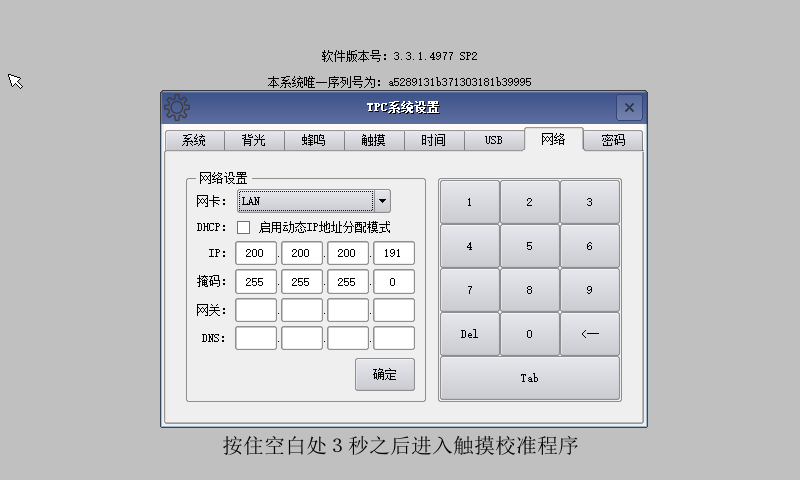 软件版本号：3.3.1.4977 SP2
本系统唯一序列号为：a5289131b371303181b39995
TPC系统设置
系统 背光 蜂鸣 触摸 时间 USB 网络 密码
网络设置
网卡： LAN
DHCP： 启用动态IP地址分配模式
IP： 200 . 200 . 200 . 191
掩码： 255 . 255 . 255 . 0
网关： . . .
DNS： . . .
确定
1 2 3
4 5 6
7 8 9
Del 0 <—
Tab
按住空白处 3 秒之后进入触摸校准程序